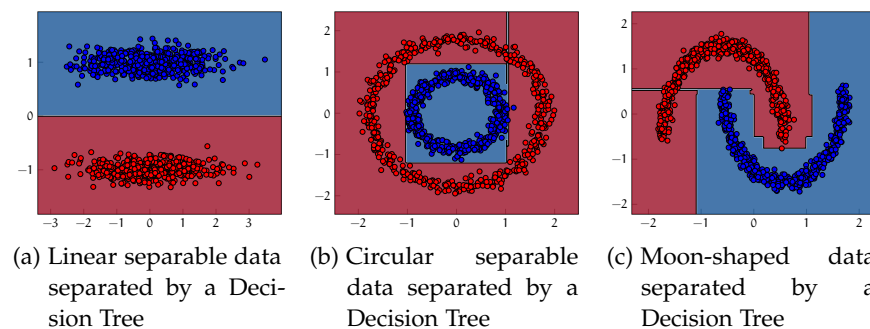 1
0
−1
−3 −2 −1 0 1 2 3
2
1
0
−1
−2
−2 −1 0 1 2
1
0
−1
−2
−2 −1 0 1 2
(a) Linear separable data
separated by a Deci-
sion Tree
(b) Circular separable
data separated by a
Decision Tree
(c) Moon-shaped data
separated by a
Decision Tree